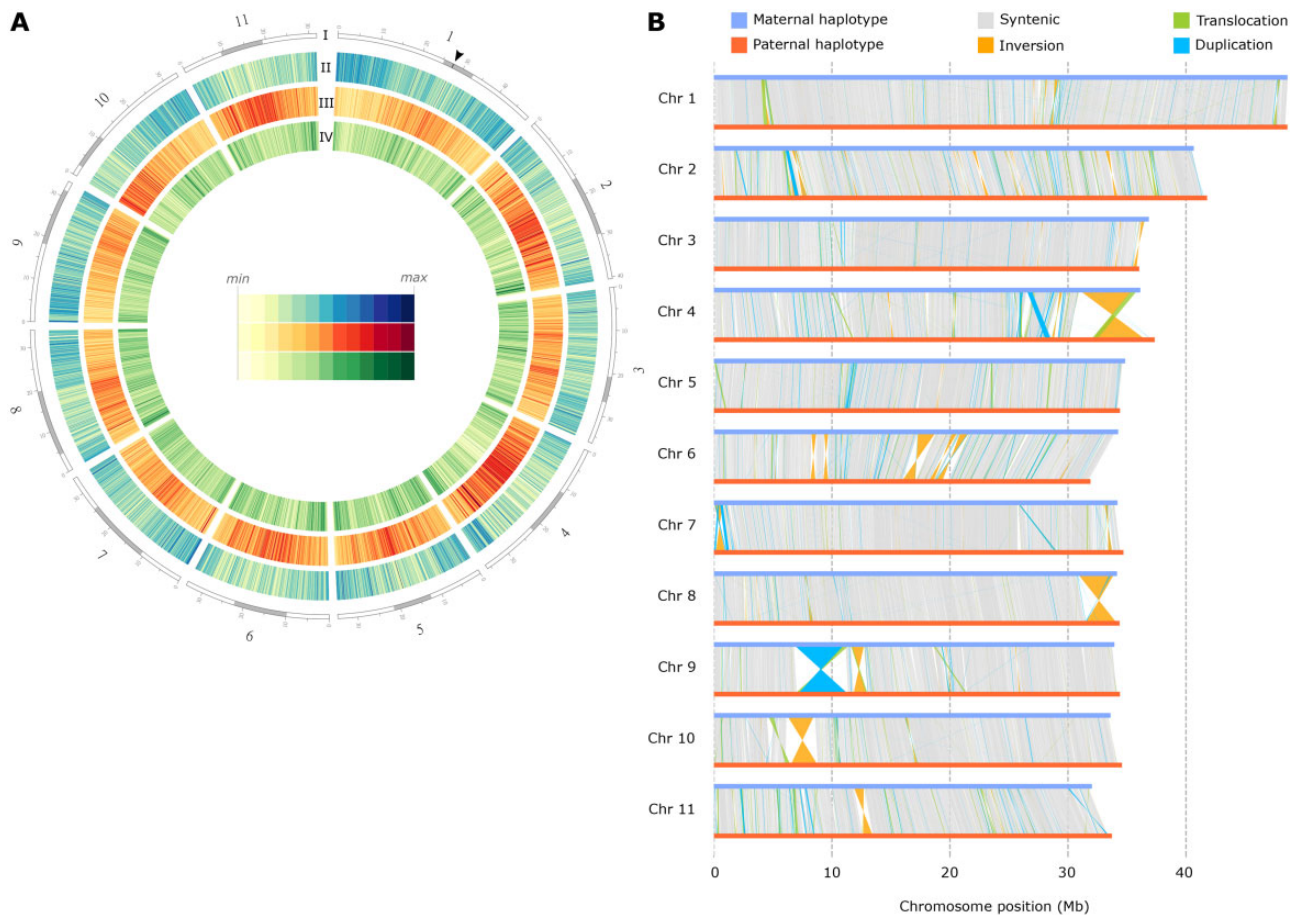 A
11
I
1
II
10
III
IV
2
min
max
9
3
8
4
7
6
5
B
Maternal haplotype
Syntenic
Translocation
Paternal haplotype
Inversion
Duplication
Chr 1
Chr 2
Chr 3
Chr 4
Chr 5
Chr 6
Chr 7
Chr 8
Chr 9
Chr 10
Chr 11
0 10 20 30 40
Chromosome position (Mb)